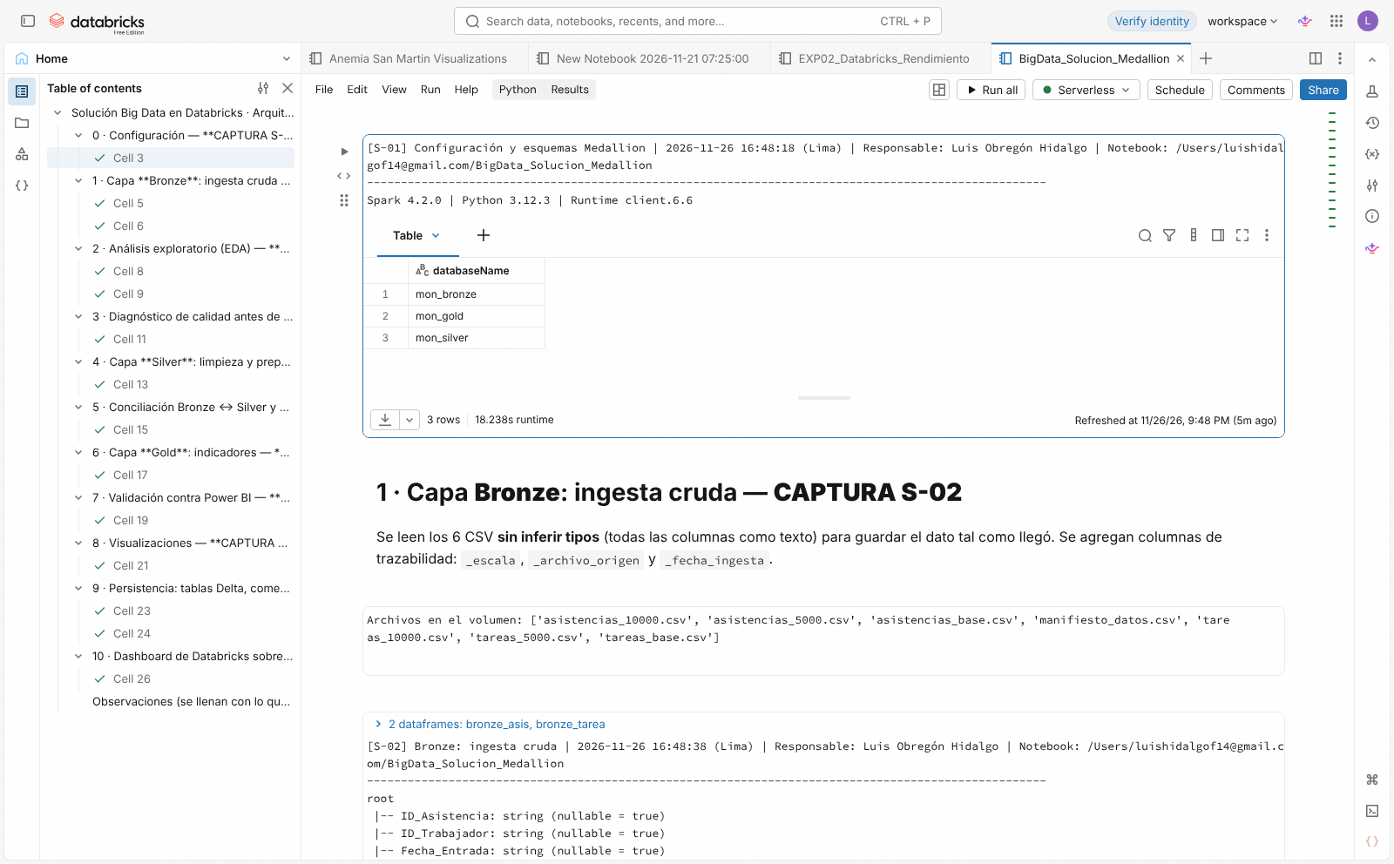 databricks
Free Edition
Search data, notebooks, recents, and more...
CTRL + P
Verify identity
workspace
L
Home
Anemia San Martin Visualizations
New Notebook 2026-11-21 07:25:00
EXP02_Databricks_Rendimiento
BigData_Solucion_Medallion
Table of contents
File Edit View Run Help Python Results
Run all
Serverless
Schedule
Comments
Share
Solución Big Data en Databricks · Arquit...
0 · Configuración — **CAPTURA S-...
Cell 3
1 · Capa **Bronze**: ingesta cruda ...
Cell 5
Cell 6
2 · Análisis exploratorio (EDA) — **...
Cell 8
Cell 9
3 · Diagnóstico de calidad antes de ...
Cell 11
4 · Capa **Silver**: limpieza y prep...
Cell 13
5 · Conciliación Bronze ↔ Silver y ...
Cell 15
6 · Capa **Gold**: indicadores — *...
Cell 17
7 · Validación contra Power BI — **...
Cell 19
8 · Visualizaciones — **CAPTURA ...
Cell 21
9 · Persistencia: tablas Delta, come...
Cell 23
Cell 24
10 · Dashboard de Databricks sobre...
Cell 26
Observaciones (se llenan con lo qu...
[S-01] Configuración y esquemas Medallion | 2026-11-26 16:48:18 (Lima) | Responsable: Luis Obregón Hidalgo | Notebook: /Users/luishidal
gof14@gmail.com/BigData_Solucion_Medallion
----------------------------------------------------------------------------------------------------
Spark 4.2.0 | Python 3.12.3 | Runtime client.6.6
Table
databaseName
1 mon_bronze
2 mon_gold
3 mon_silver
3 rows
18.238s runtime
Refreshed at 11/26/26, 9:48 PM (5m ago)
1 · Capa Bronze: ingesta cruda — CAPTURA S-02
Se leen los 6 CSV sin inferir tipos (todas las columnas como texto) para guardar el dato tal como llegó. Se agregan columnas de
trazabilidad: _escala, _archivo_origen y _fecha_ingesta.
Archivos en el volumen: ['asistencias_10000.csv', 'asistencias_5000.csv', 'asistencias_base.csv', 'manifiesto_datos.csv', 'tare
as_10000.csv', 'tareas_5000.csv', 'tareas_base.csv']
2 dataframes: bronze_asis, bronze_tarea
[S-02] Bronze: ingesta cruda | 2026-11-26 16:48:38 (Lima) | Responsable: Luis Obregón Hidalgo | Notebook: /Users/luishidalgof14@gmail.c
om/BigData_Solucion_Medallion
----------------------------------------------------------------------------------------------------
root
|-- ID_Asistencia: string (nullable = true)
|-- ID_Trabajador: string (nullable = true)
|-- Fecha_Entrada: string (nullable = true)